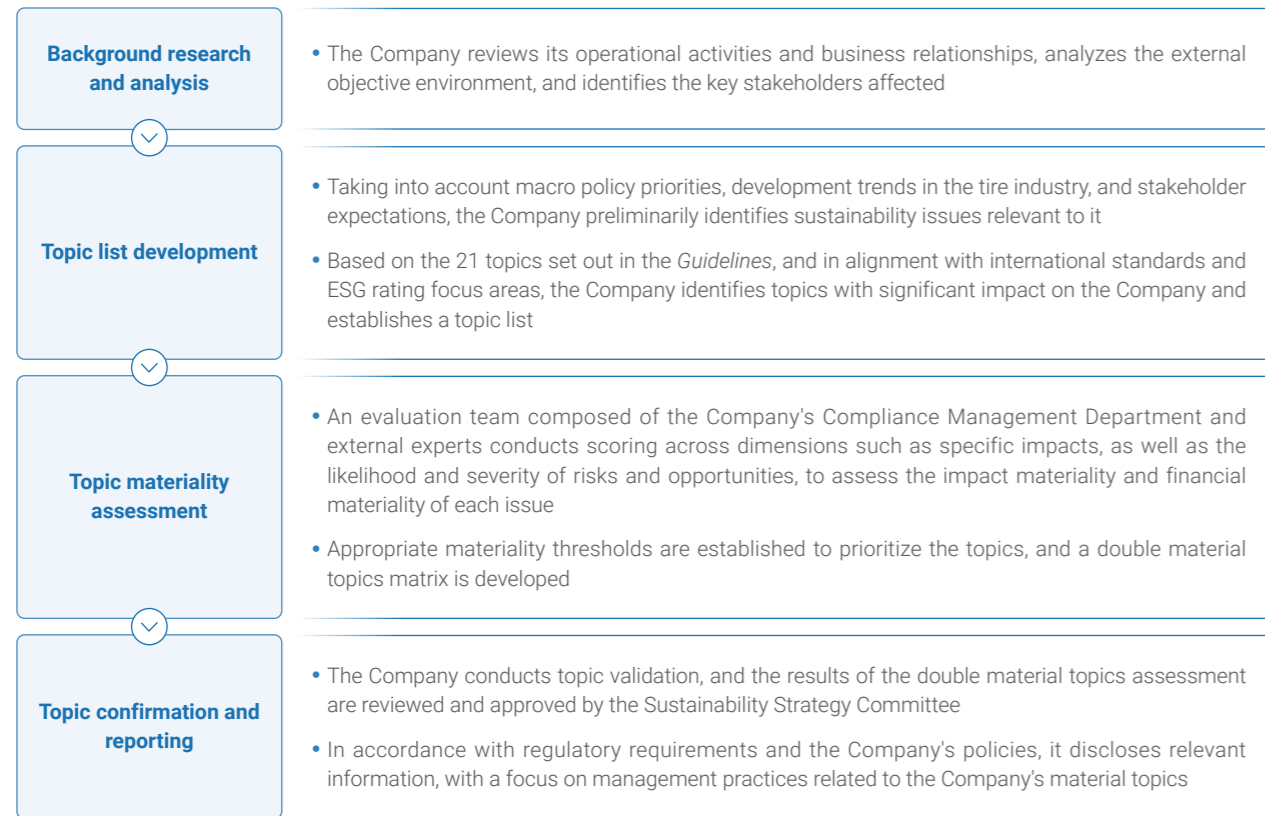 Background research
and analysis
• The Company reviews its operational activities and business relationships, analyzes the external
objective environment, and identifies the key stakeholders affected
Topic list development
• Taking into account macro policy priorities, development trends in the tire industry, and stakeholder
expectations, the Company preliminarily identifies sustainability issues relevant to it
• Based on the 21 topics set out in the Guidelines, and in alignment with international standards and
ESG rating focus areas, the Company identifies topics with significant impact on the Company and
establishes a topic list
Topic materiality
assessment
• An evaluation team composed of the Company's Compliance Management Department and
external experts conducts scoring across dimensions such as specific impacts, as well as the
likelihood and severity of risks and opportunities, to assess the impact materiality and financial
materiality of each issue
• Appropriate materiality thresholds are established to prioritize the topics, and a double material
topics matrix is developed
Topic confirmation and
reporting
• The Company conducts topic validation, and the results of the double material topics assessment
are reviewed and approved by the Sustainability Strategy Committee
• In accordance with regulatory requirements and the Company's policies, it discloses relevant
information, with a focus on management practices related to the Company's material topics